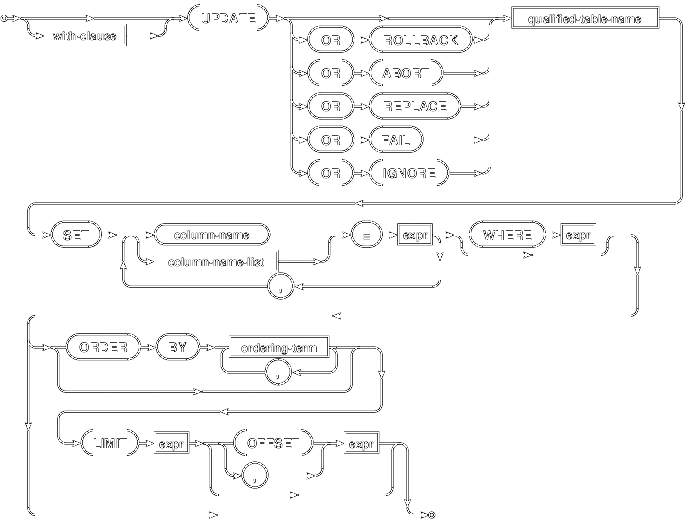 with-clause UPDATE qualified-table-name
OR ROLLBACK
OR ABORT
OR REPLACE
OR FAIL
OR IGNORE
SET column-name = expr WHERE expr
column-name-list
,
ORDER BY ordering-term
,
LIMIT expr OFFSET expr
,